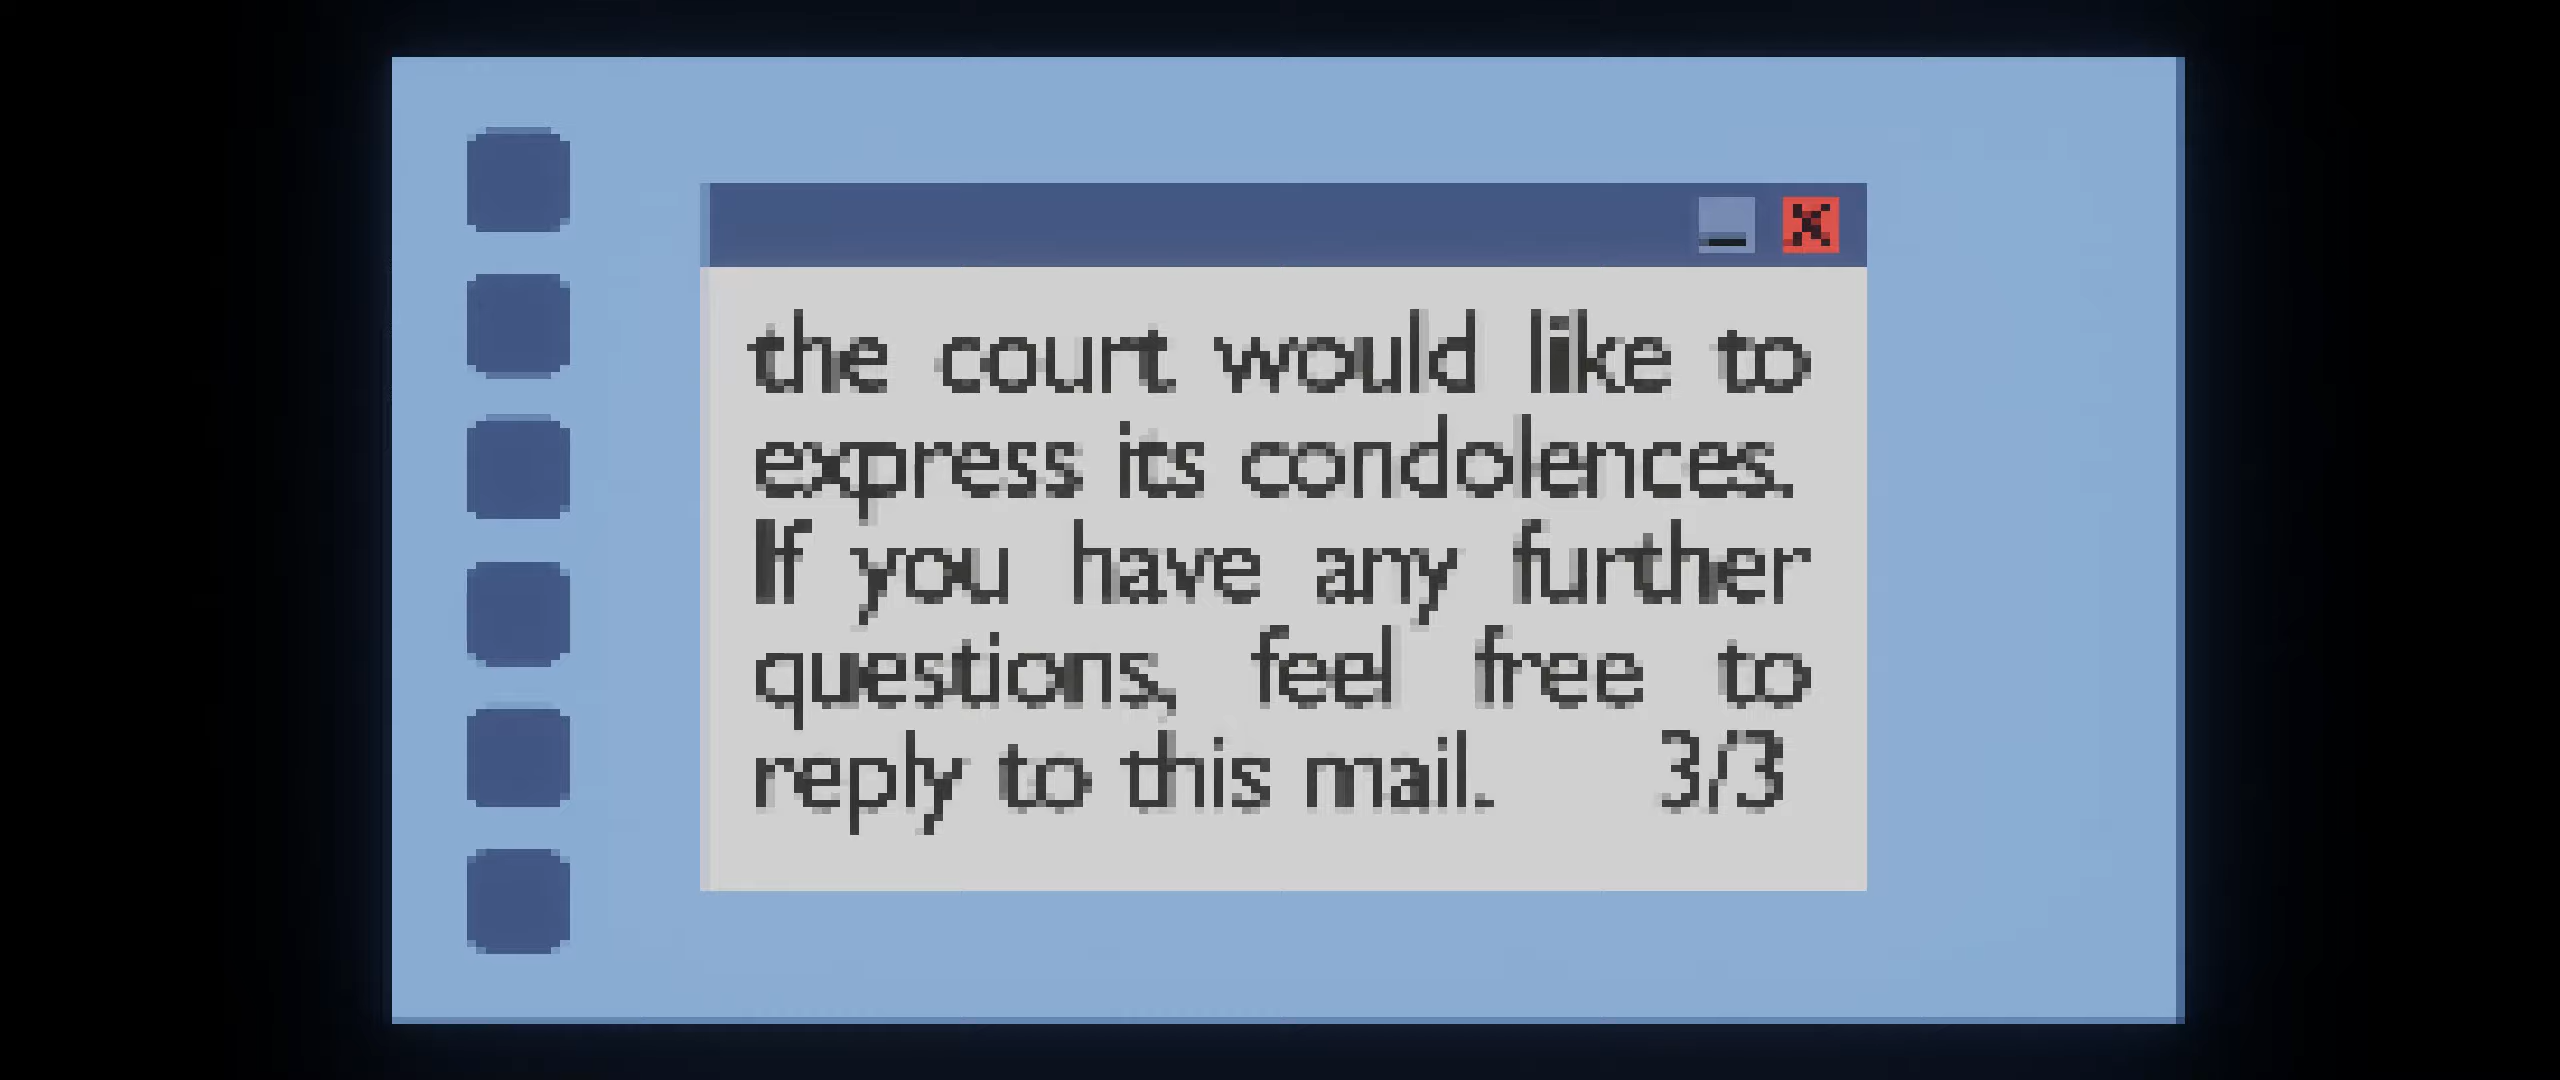 the court would like to
express its condolences.
If you have any further
questions, feel free to
reply to this mail. 3/3